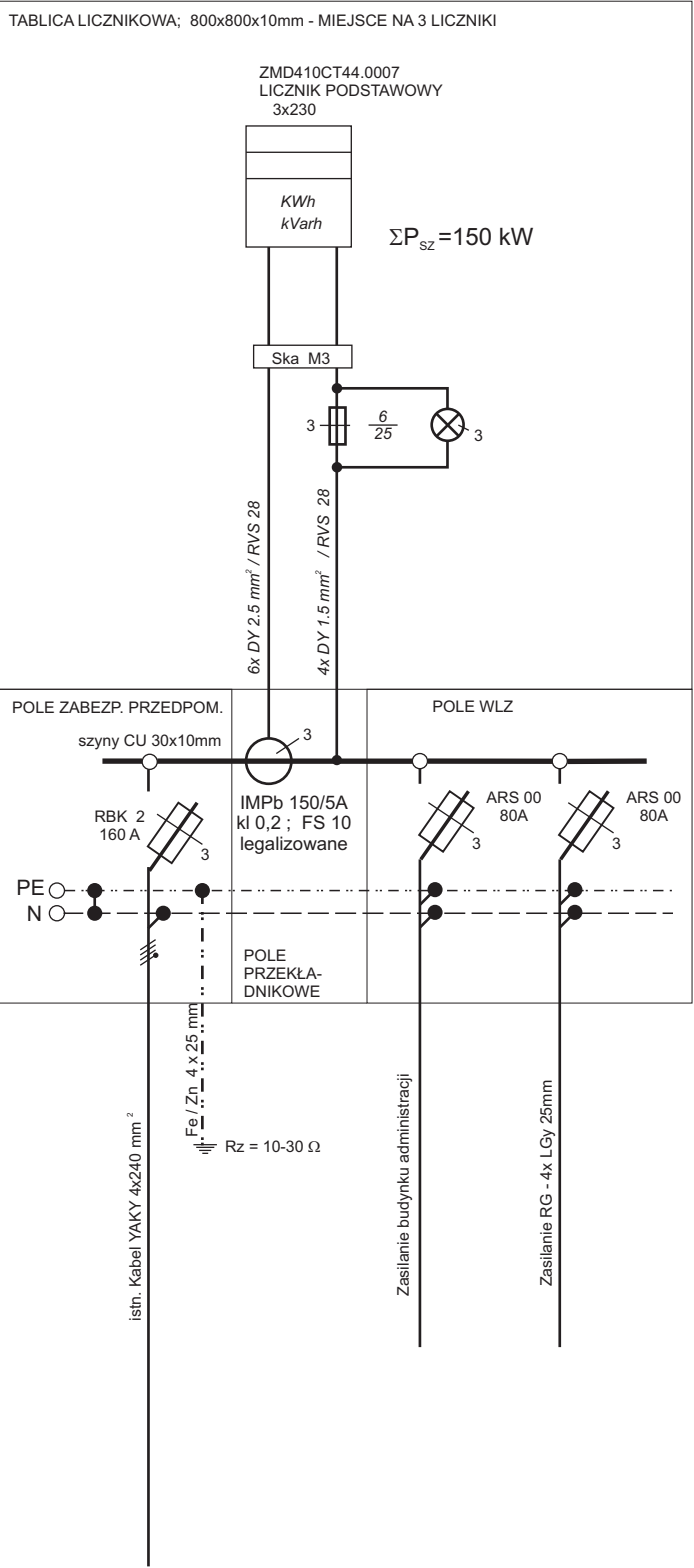 TABLICA LICZNIKOWA; 800x800x10mm - MIEJSCE NA 3 LICZNIKI
ZMD410CT44.0007
LICZNIK PODSTAWOWY
3x230
KWh
kVarh
ΣP_sz=150 kW
Ska M3
3
6
25
3
6x DY 2.5 mm² / RVS 28
4x DY 1.5 mm² / RVS 28
POLE ZABEZP. PRZEDPOM.
POLE WLZ
szyny CU 30x10mm
3
IMPb 150/5A
kl 0,2 ; FS 10
legalizowane
RBK 2
160 A
3
ARS 00
80A
3
ARS 00
80A
3
PE
N
POLE
PRZEKŁA-
DNIKOWE
Fe / Zn 4 x 25 mm
Rz = 10-30 Ω
istn. Kabel YAKY 4x240 mm²
Zasilanie budynku administracji
Zasilanie RG - 4x LGy 25mm